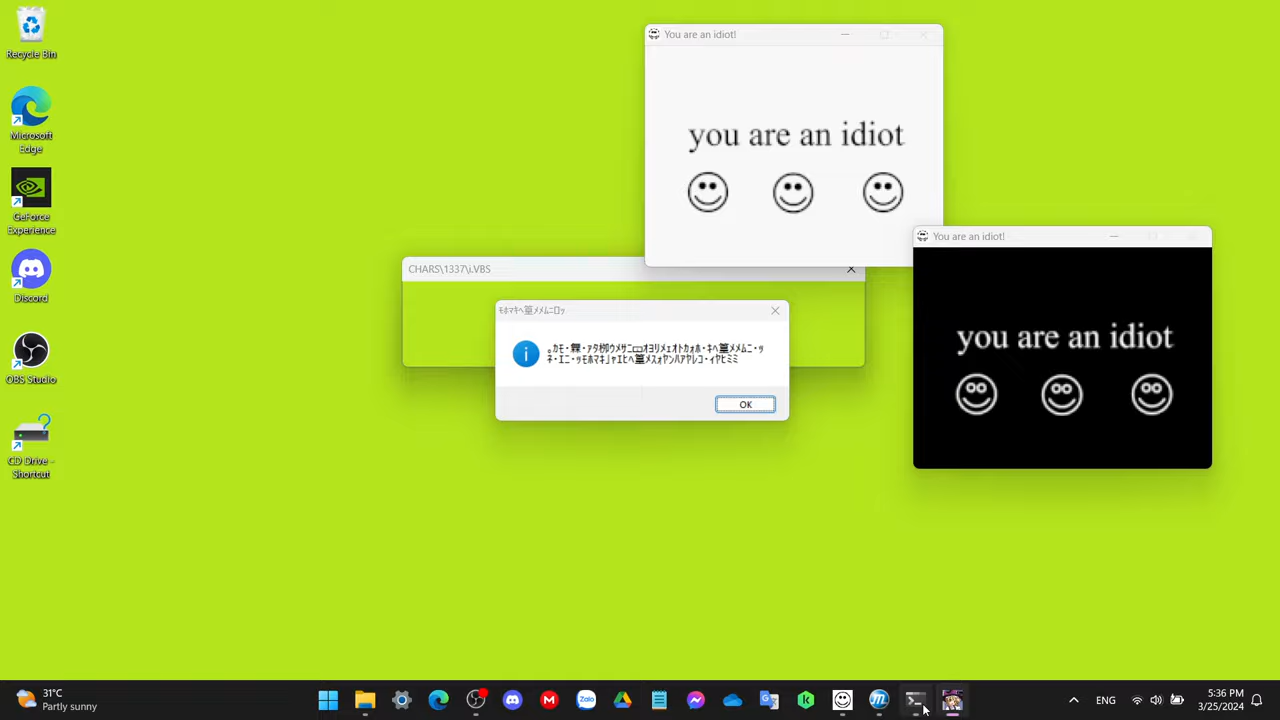 Recycle Bin
Microsoft
Edge
GeForce
Experience
Discord
OBS Studio
CD Drive -
Shortcut
You are an idiot!
you are an idiot
You are an idiot!
you are an idiot
CHARS\1337\i.VBS
OK
31°C
Partly sunny
Zalo
ENG
5:36 PM
3/25/2024